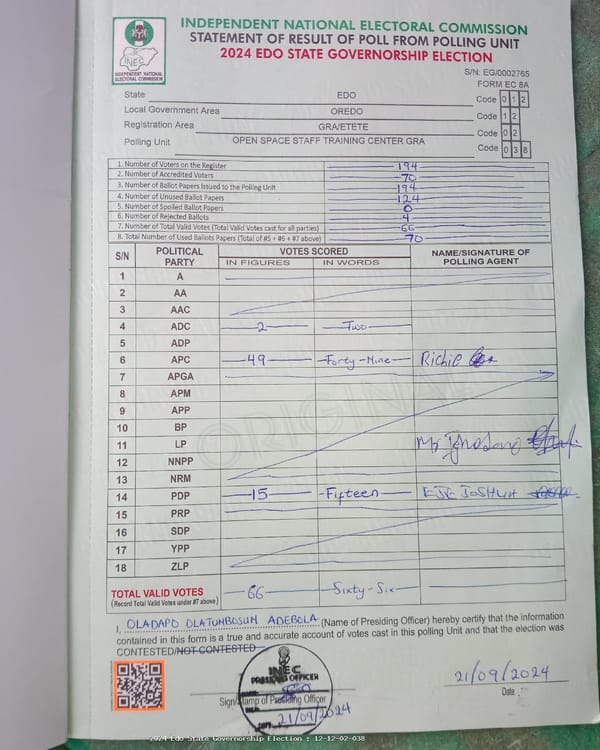 INDEPENDENT NATIONAL ELECTORAL COMMISSION
STATEMENT OF RESULT OF POLL FROM POLLING UNIT
2024 EDO STATE GOVERNORSHIP ELECTION
INEC
INDEPENDENT NATIONAL
ELECTORAL COMMISSION
S/N: EG/0002765
FORM EC 8A
State EDO Code 0 1 2
Local Government Area OREDO Code 1 2
Registration Area GRA/ETETE Code 0 2
Polling Unit OPEN SPACE STAFF TRAINING CENTER GRA Code 0 3 8
1. Number of Voters on the Register 194
2. Number of Accredited Voters 70
3. Number of Ballot Papers Issued to the Polling Unit 194
4. Number of Unused Ballot Papers 124
5. Number of Spoiled Ballot Papers 0
6. Number of Rejected Ballots 4
7. Number of Total Valid Votes (Total Valid Votes cast for all parties) 66
8. Total Number of Used Ballots Papers (Total of #5 + #6 + #7 above) 70
S/N POLITICAL PARTY VOTES SCORED NAME/SIGNATURE OF POLLING AGENT
IN FIGURES IN WORDS
1 A
2 AA
3 AAC
4 ADC 2 Two
5 ADP
6 APC 49 Forty-Nine Richie
7 APGA
8 APM
9 APP
10 BP
11 LP Mr
12 NNPP
13 NRM
14 PDP 15 Fifteen JOSHUA
15 PRP
16 SDP
17 YPP
18 ZLP
ORIGINAL
TOTAL VALID VOTES 66 Sixty-Six
(Record Total Valid Votes under #7 above)
I, OLADAPO OLATUNBOSUN ADEBOLA (Name of Presiding Officer) hereby certify that the information
contained in this form is a true and accurate account of votes cast in this polling Unit and that the election was
CONTESTED/NOT CONTESTED
INEC
PRESIDING OFFICER
Sign/Stamp of Presiding Officer
21/09/2024
21/09/2024
Date
2024 Edo State Governorship Election : 12-12-02-038